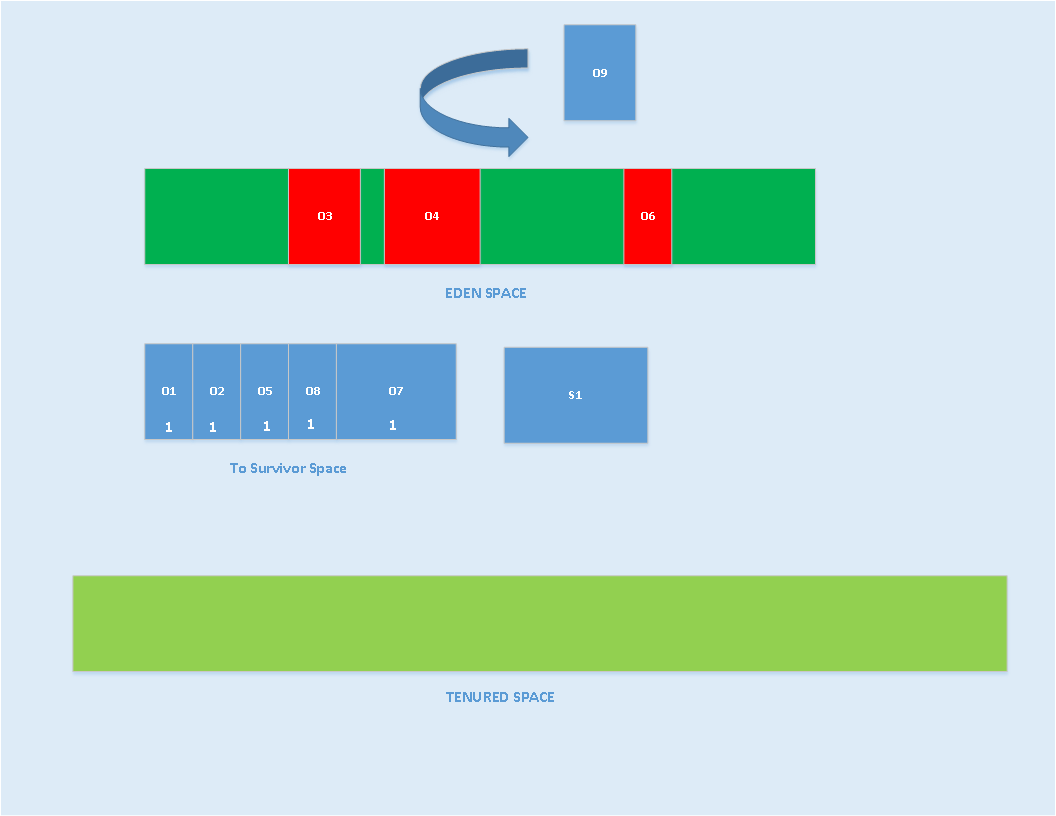 O9
O3 O4 O6
EDEN SPACE
O1 O2 O5 O8 O7
1 1 1 1 1
S1
To Survivor Space
TENURED SPACE